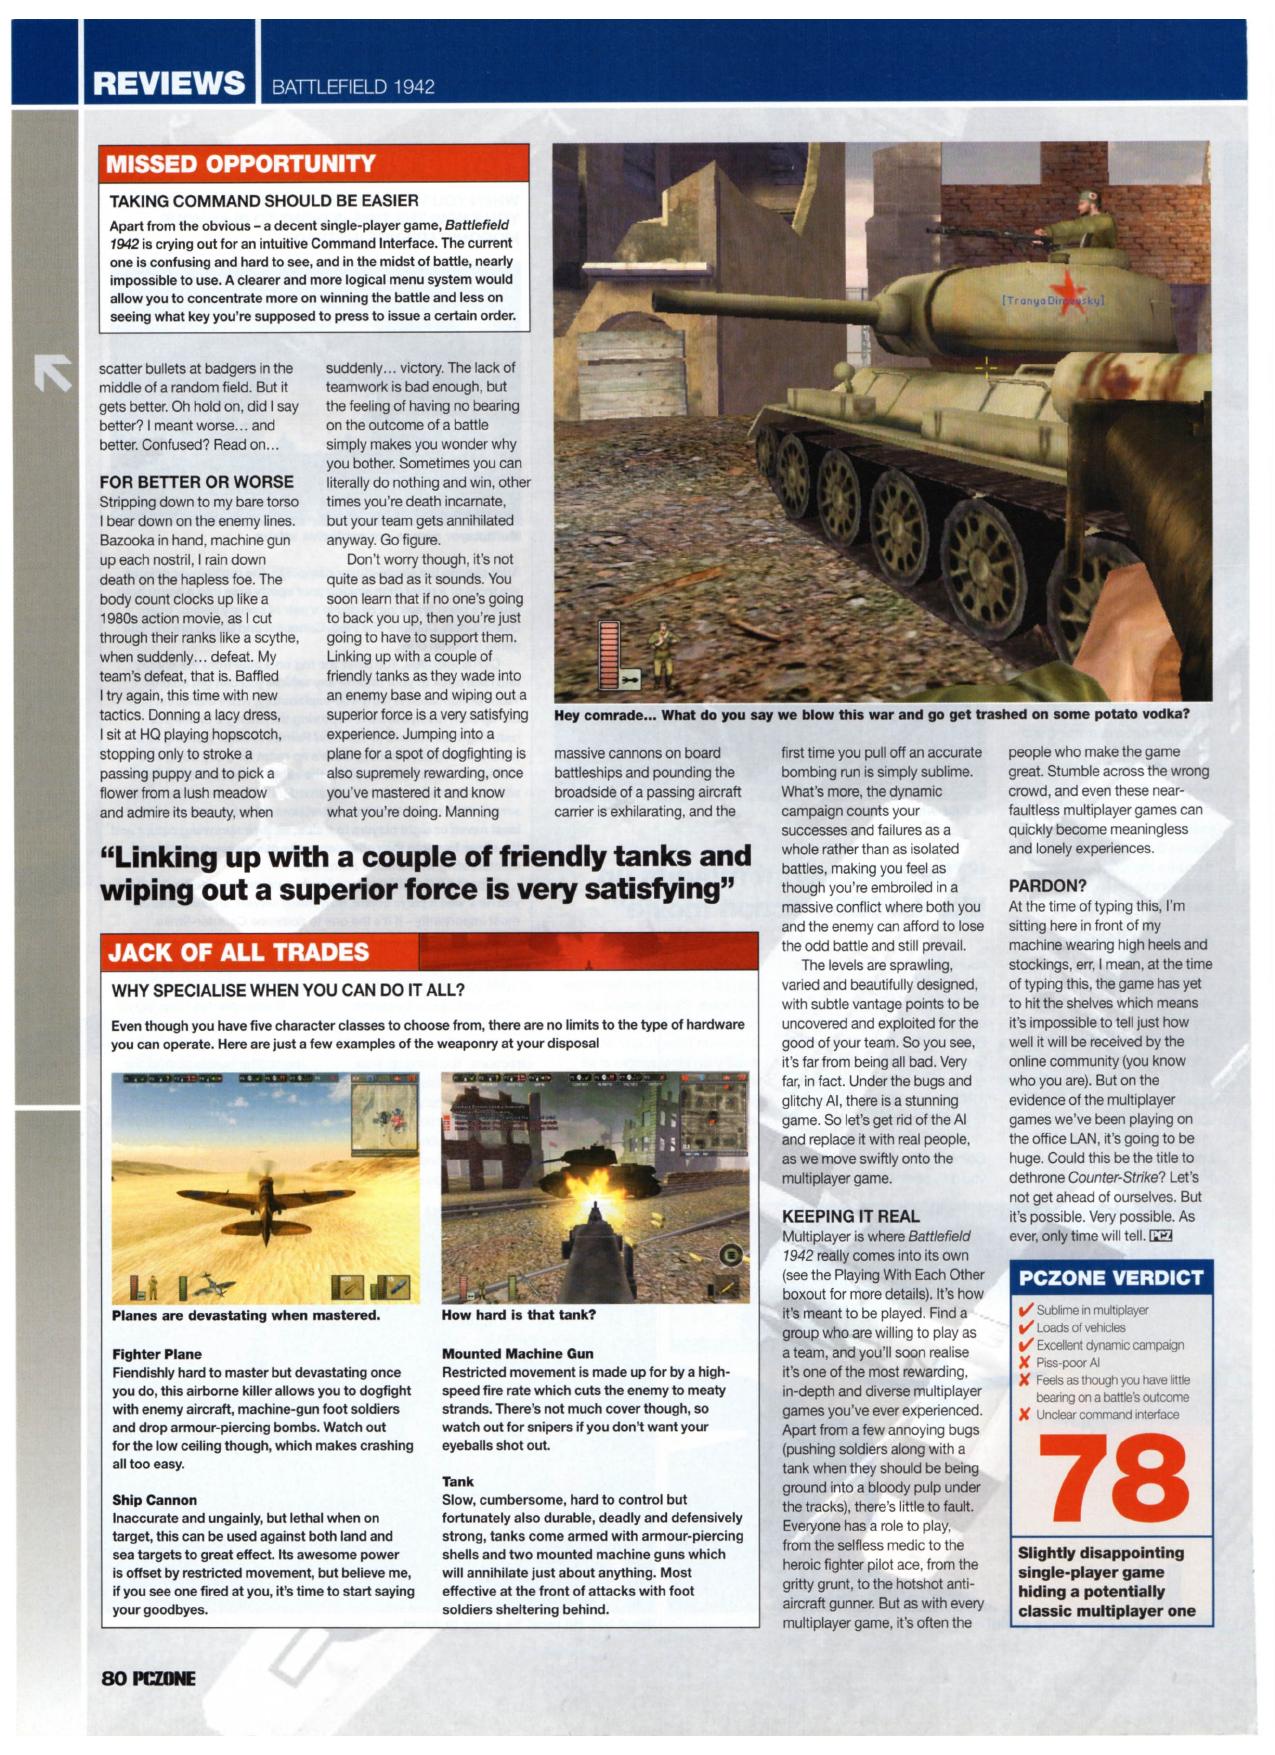 REVIEWS
BATTLEFIELD 1942
MISSED OPPORTUNITY
TAKING COMMAND SHOULD BE EASIER
Apart from the obvious – a decent single-player game, Battlefield
1942 is crying out for an intuitive Command Interface. The current
one is confusing and hard to see, and in the midst of battle, nearly
impossible to use. A clearer and more logical menu system would
allow you to concentrate more on winning the battle and less on
seeing what key you're supposed to press to issue a certain order.
scatter bullets at badgers in the
middle of a random field. But it
gets better. Oh hold on, did I say
better? I meant worse... and
better. Confused? Read on...
FOR BETTER OR WORSE
Stripping down to my bare torso
I bear down on the enemy lines.
Bazooka in hand, machine gun
up each nostril, I rain down
death on the hapless foe. The
body count clocks up like a
1980s action movie, as I cut
through their ranks like a scythe,
when suddenly... defeat. My
team's defeat, that is. Baffled
I try again, this time with new
tactics. Donning a lacy dress,
I sit at HQ playing hopscotch,
stopping only to stroke a
passing puppy and to pick a
flower from a lush meadow
and admire its beauty, when
suddenly... victory. The lack of
teamwork is bad enough, but
the feeling of having no bearing
on the outcome of a battle
simply makes you wonder why
you bother. Sometimes you can
literally do nothing and win, other
times you're death incarnate,
but your team gets annihilated
anyway. Go figure.
Don't worry though, it's not
quite as bad as it sounds. You
soon learn that if no one's going
to back you up, then you're just
going to have to support them.
Linking up with a couple of
friendly tanks as they wade into
an enemy base and wiping out a
superior force is a very satisfying
experience. Jumping into a
plane for a spot of dogfighting is
also supremely rewarding, once
you've mastered it and know
what you're doing. Manning
Hey comrade... What do you say we blow this war and go get trashed on some potato vodka?
massive cannons on board
battleships and pounding the
broadside of a passing aircraft
carrier is exhilarating, and the
first time you pull off an accurate
bombing run is simply sublime.
What's more, the dynamic
campaign counts your
successes and failures as a
whole rather than as isolated
battles, making you feel as
though you're embroiled in a
massive conflict where both you
and the enemy can afford to lose
the odd battle and still prevail.
The levels are sprawling,
varied and beautifully designed,
with subtle vantage points to be
uncovered and exploited for the
good of your team. So you see,
it's far from being all bad. Very
far, in fact. Under the bugs and
glitchy AI, there is a stunning
game. So let's get rid of the AI
and replace it with real people,
as we move swiftly onto the
multiplayer game.
KEEPING IT REAL
Multiplayer is where Battlefield
1942 really comes into its own
(see the Playing With Each Other
boxout for more details). It's how
it's meant to be played. Find a
group who are willing to play as
a team, and you'll soon realise
it's one of the most rewarding,
in-depth and diverse multiplayer
games you've ever experienced.
Apart from a few annoying bugs
(pushing soldiers along with a
tank when they should be being
ground into a bloody pulp under
the tracks), there's little to fault.
Everyone has a role to play,
from the selfless medic to the
heroic fighter pilot ace, from the
gritty grunt, to the hotshot anti-
aircraft gunner. But as with every
multiplayer game, it's often the
people who make the game
great. Stumble across the wrong
crowd, and even these near-
faultless multiplayer games can
quickly become meaningless
and lonely experiences.
PARDON?
At the time of typing this, I'm
sitting here in front of my
machine wearing high heels and
stockings, err, I mean, at the time
of typing this, the game has yet
to hit the shelves which means
it's impossible to tell just how
well it will be received by the
online community (you know
who you are). But on the
evidence of the multiplayer
games we've been playing on
the office LAN, it's going to be
huge. Could this be the title to
dethrone Counter-Strike? Let's
not get ahead of ourselves. But
it's possible. Very possible. As
ever, only time will tell. PCZ
"Linking up with a couple of friendly tanks and
wiping out a superior force is very satisfying"
JACK OF ALL TRADES
WHY SPECIALISE WHEN YOU CAN DO IT ALL?
Even though you have five character classes to choose from, there are no limits to the type of hardware
you can operate. Here are just a few examples of the weaponry at your disposal
Planes are devastating when mastered.
Fighter Plane
Fiendishly hard to master but devastating once
you do, this airborne killer allows you to dogfight
with enemy aircraft, machine-gun foot soldiers
and drop armour-piercing bombs. Watch out
for the low ceiling though, which makes crashing
all too easy.
Ship Cannon
Inaccurate and ungainly, but lethal when on
target, this can be used against both land and
sea targets to great effect. Its awesome power
is offset by restricted movement, but believe me,
if you see one fired at you, it's time to start saying
your goodbyes.
How hard is that tank?
Mounted Machine Gun
Restricted movement is made up for by a high-
speed fire rate which cuts the enemy to meaty
strands. There's not much cover though, so
watch out for snipers if you don't want your
eyeballs shot out.
Tank
Slow, cumbersome, hard to control but
fortunately also durable, deadly and defensively
strong, tanks come armed with armour-piercing
shells and two mounted machine guns which
will annihilate just about anything. Most
effective at the front of attacks with foot
soldiers sheltering behind.
PCZONE VERDICT
✓ Sublime in multiplayer
✓ Loads of vehicles
✓ Excellent dynamic campaign
✗ Piss-poor AI
✗ Feels as though you have little
bearing on a battle's outcome
✗ Unclear command interface
78
Slightly disappointing
single-player game
hiding a potentially
classic multiplayer one
80 PCZONE